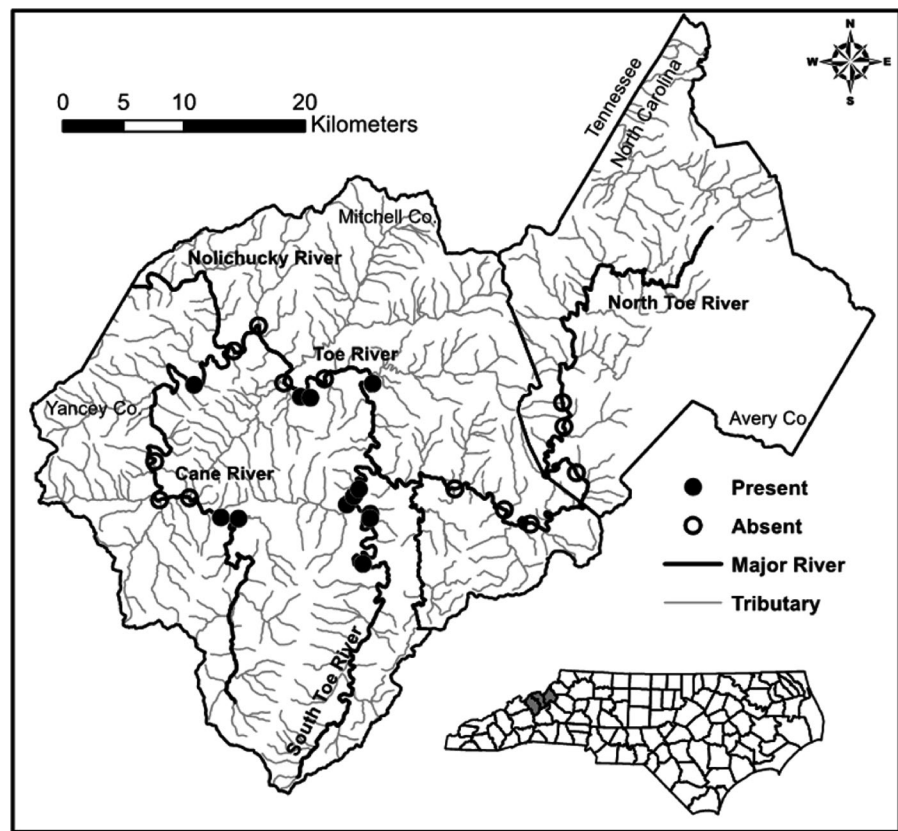 N
W E
S
0 5 10 20
Kilometers
Tennessee
North Carolina
Mitchell Co.
Nolichucky River
North Toe River
Toe River
Yancey Co.
Avery Co.
Cane River
South Toe River
Present
Absent
Major River
Tributary